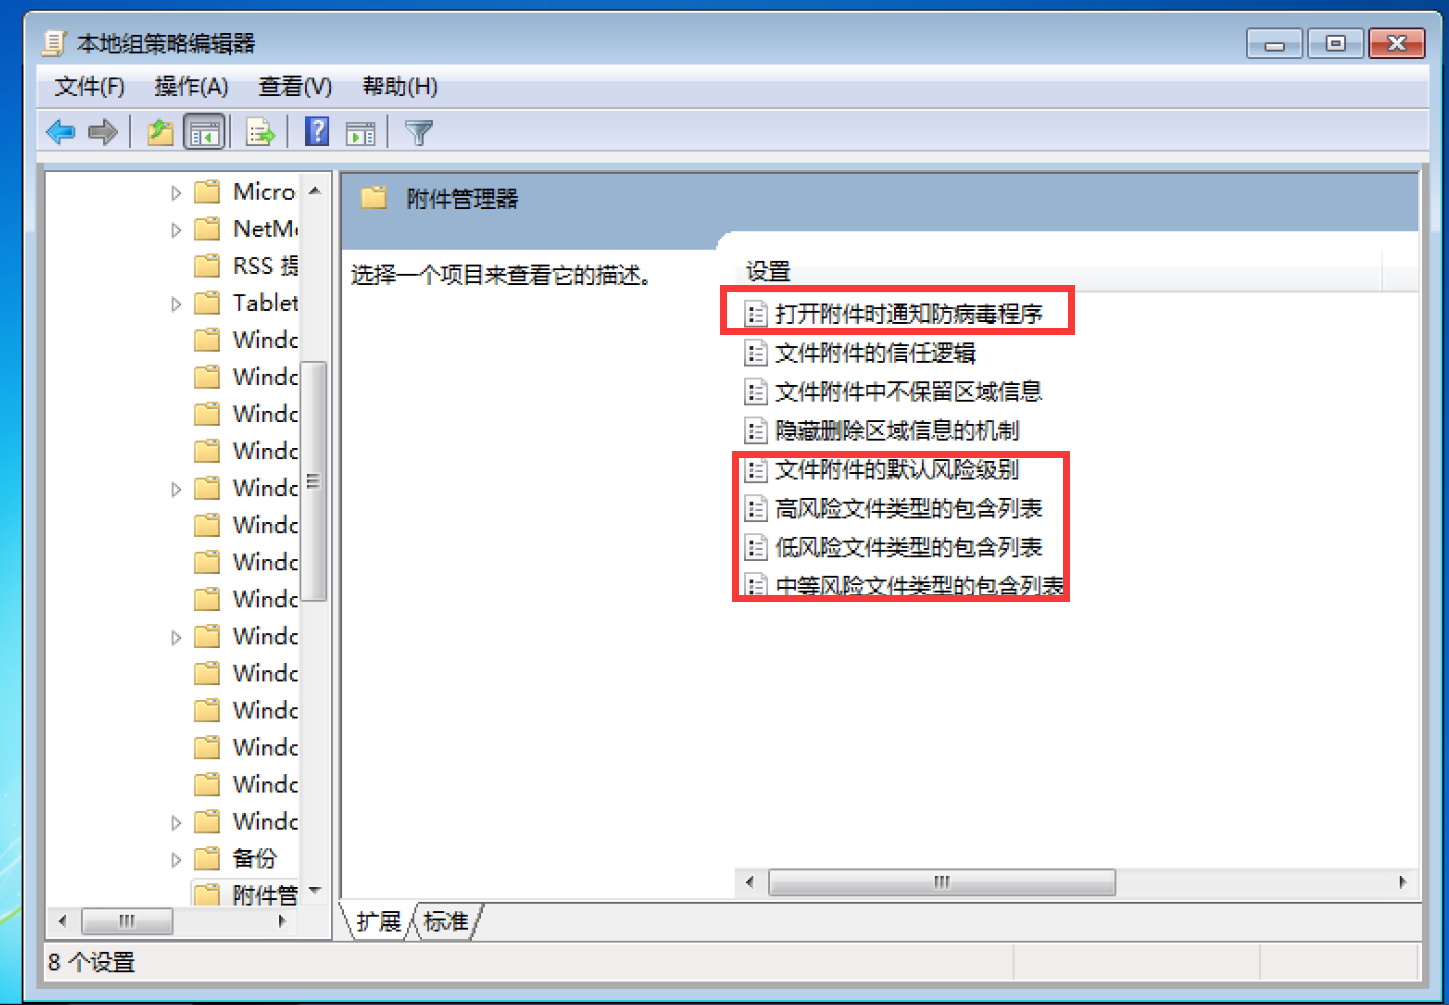 本地组策略编辑器
文件(F) 操作(A) 查看(V) 帮助(H)
Micro
NetMe
RSS 提
Tablet
Windo
Windo
Windo
Windo
Windo
Windo
Windo
Windo
Windo
Windo
Windo
Windo
Windo
Windo
备份
附件管
附件管理器
选择一个项目来查看它的描述。
设置
打开附件时通知防病毒程序
文件附件的信任逻辑
文件附件中不保留区域信息
隐藏删除区域信息的机制
文件附件的默认风险级别
高风险文件类型的包含列表
低风险文件类型的包含列表
中等风险文件类型的包含列表
扩展 标准
8 个设置